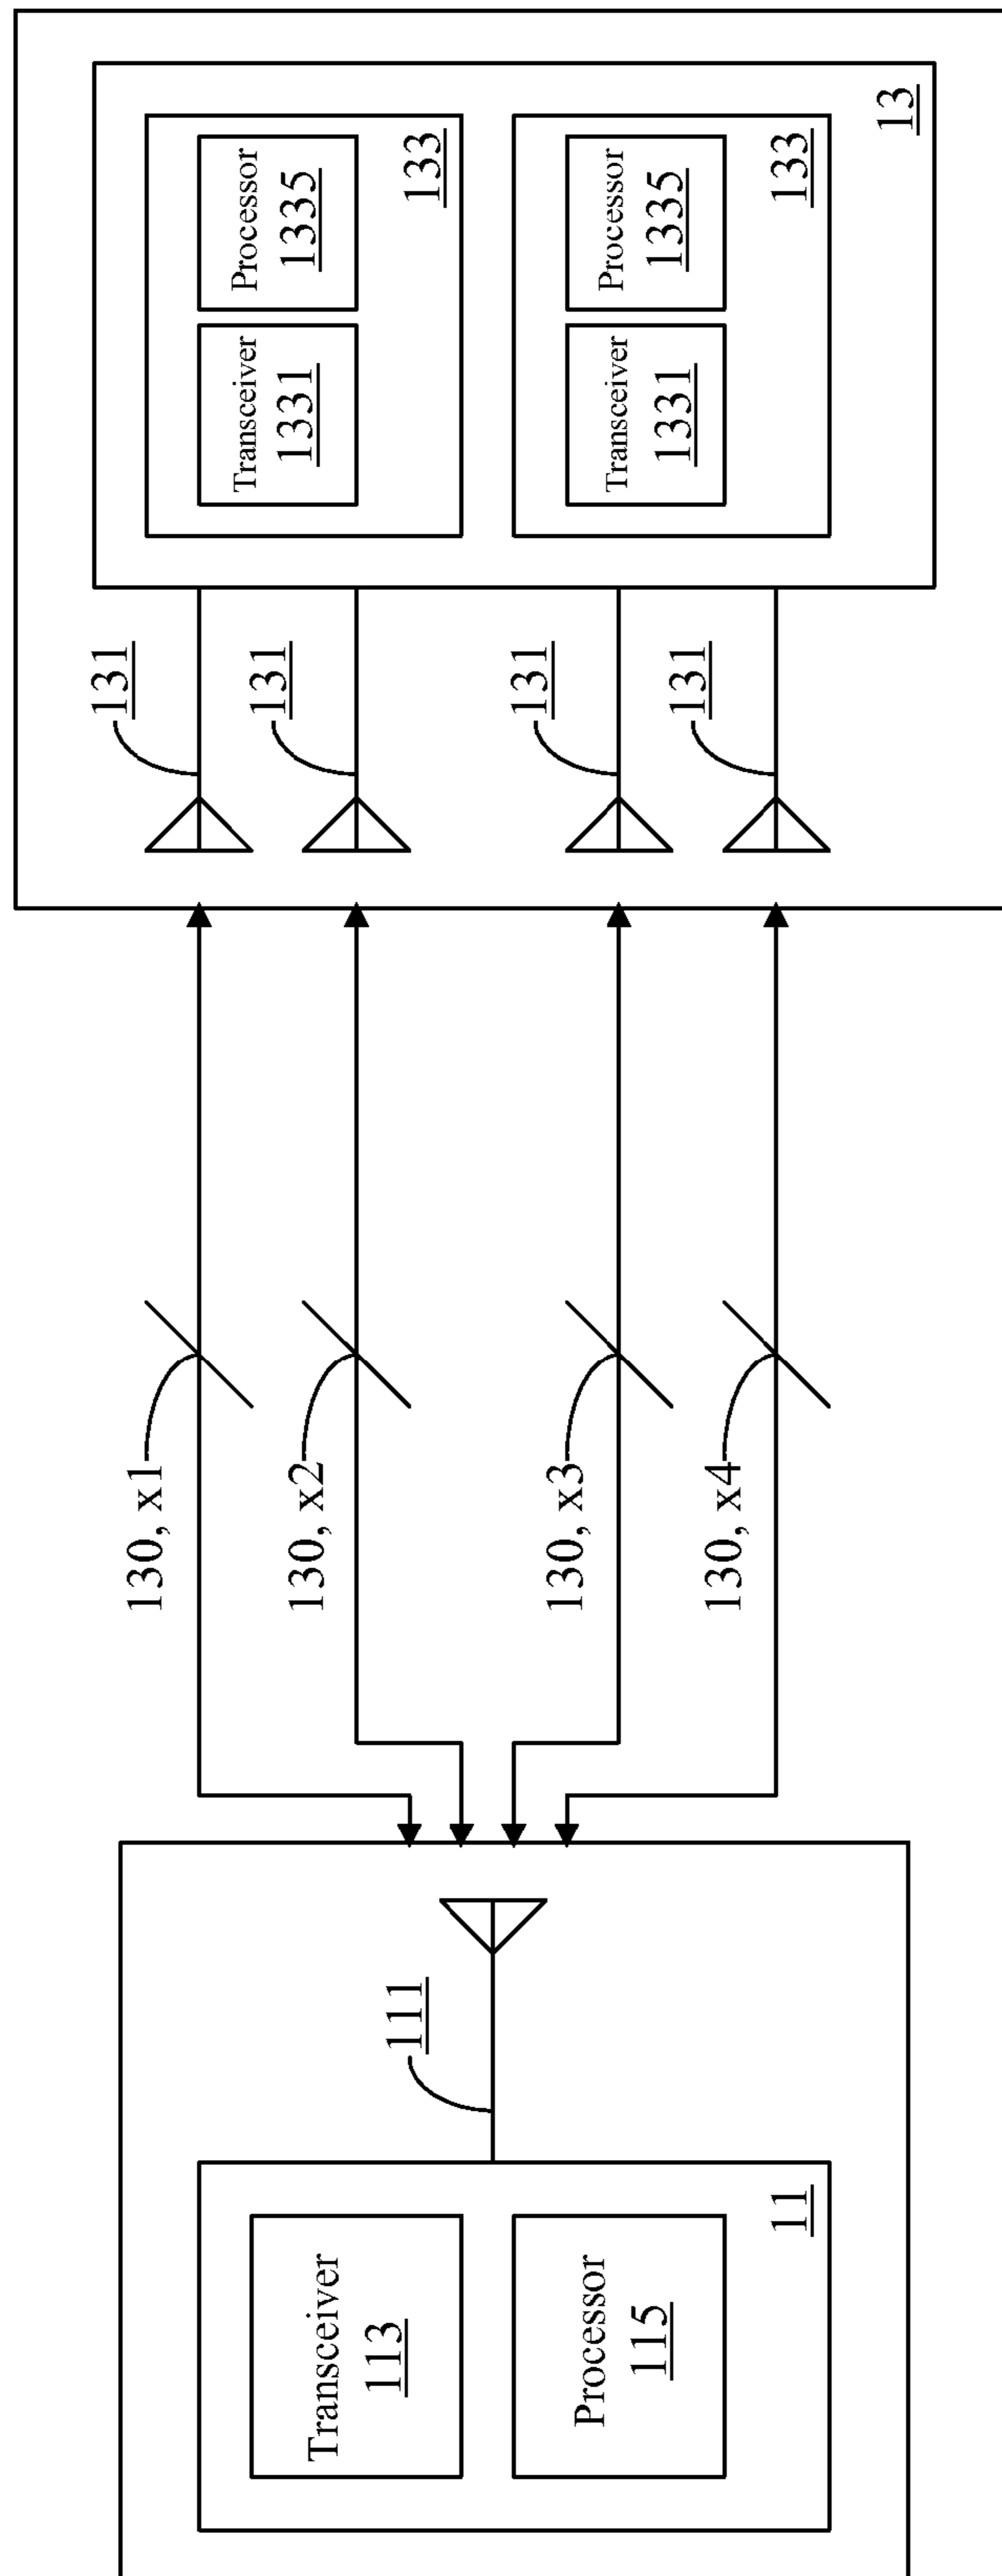 Transceiver
113
Processor
115
11
111
130, x1
130, x2
130, x3
130, x4
131
131
131
131
Transceiver
1331
Processor
1335
133
Transceiver
1331
Processor
1335
133
13